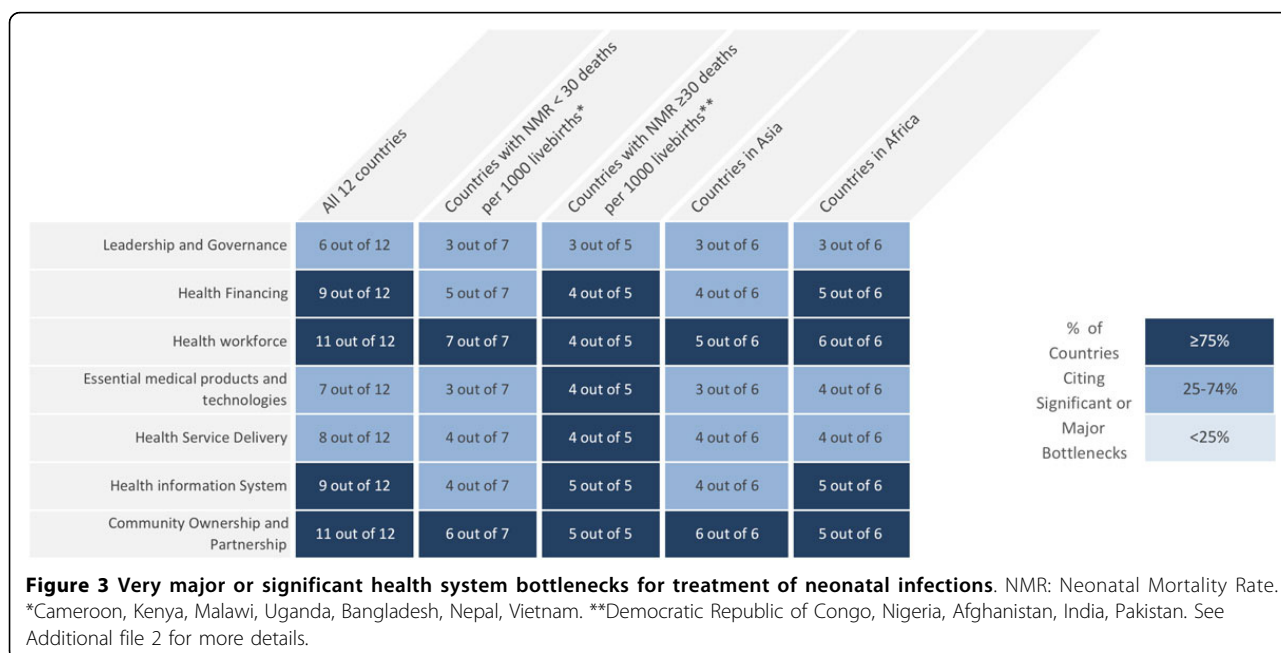 All 12 countries
Countries with NMR < 30 deaths
per 1000 livebirths*
Countries with NMR ≥30 deaths
per 1000 livebirths**
Countries in Asia
Countries in Africa
Leadership and Governance 6 out of 12 3 out of 7 3 out of 5 3 out of 6 3 out of 6
Health Financing 9 out of 12 5 out of 7 4 out of 5 4 out of 6 5 out of 6
Health workforce 11 out of 12 7 out of 7 4 out of 5 5 out of 6 6 out of 6
Essential medical products and
technologies 7 out of 12 3 out of 7 4 out of 5 3 out of 6 4 out of 6
Health Service Delivery 8 out of 12 4 out of 7 4 out of 5 4 out of 6 4 out of 6
Health information System 9 out of 12 4 out of 7 5 out of 5 4 out of 6 5 out of 6
Community Ownership and
Partnership 11 out of 12 6 out of 7 5 out of 5 6 out of 6 5 out of 6
% of
Countries
Citing
Significant or
Major
Bottlenecks
≥75%
25-74%
<25%
Figure 3 Very major or significant health system bottlenecks for treatment of neonatal infections. NMR: Neonatal Mortality Rate.
*Cameroon, Kenya, Malawi, Uganda, Bangladesh, Nepal, Vietnam. **Democratic Republic of Congo, Nigeria, Afghanistan, India, Pakistan. See
Additional file 2 for more details.